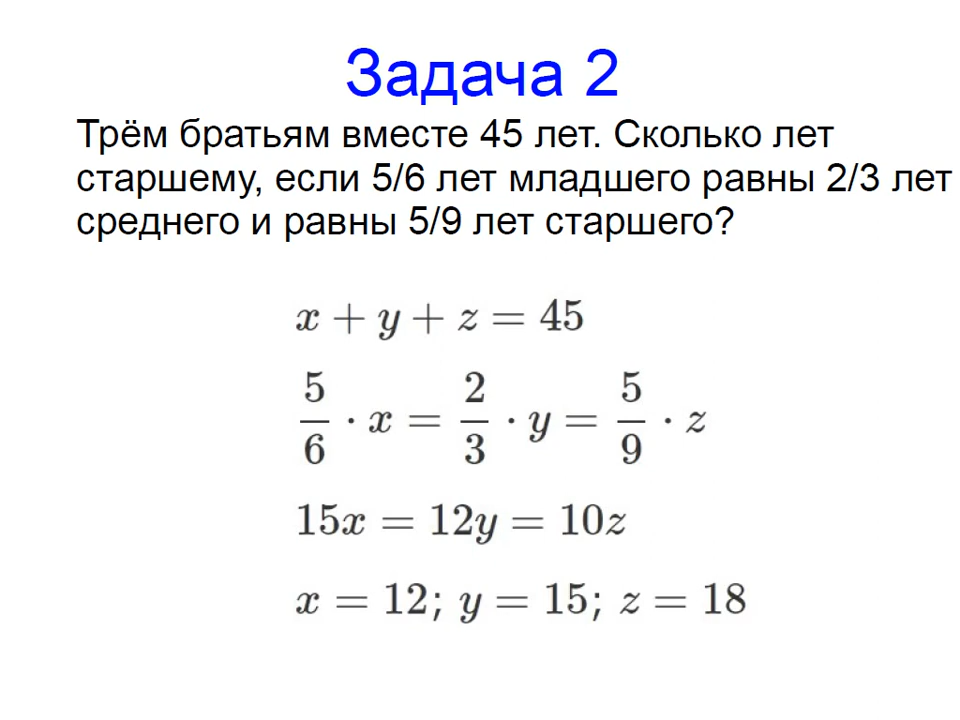 Задача 2
Трём братьям вместе 45 лет. Сколько лет
старшему, если 5/6 лет младшего равны 2/3 лет
среднего и равны 5/9 лет старшего?
x + y + z = 45
5/6 · x = 2/3 · y = 5/9 · z
15x = 12y = 10z
x = 12; y = 15; z = 18